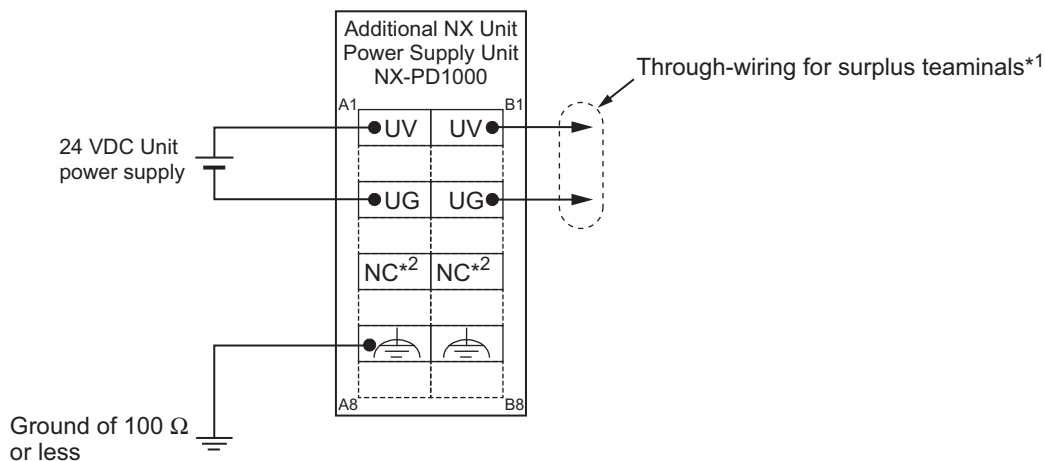 Additional NX Unit
Power Supply Unit
NX-PD1000
Through-wiring for surplus teaminals*1
A1
B1
UV UV
24 VDC Unit
power supply
UG UG
NC*2 NC*2
A8
B8
Ground of 100 Ω
or less